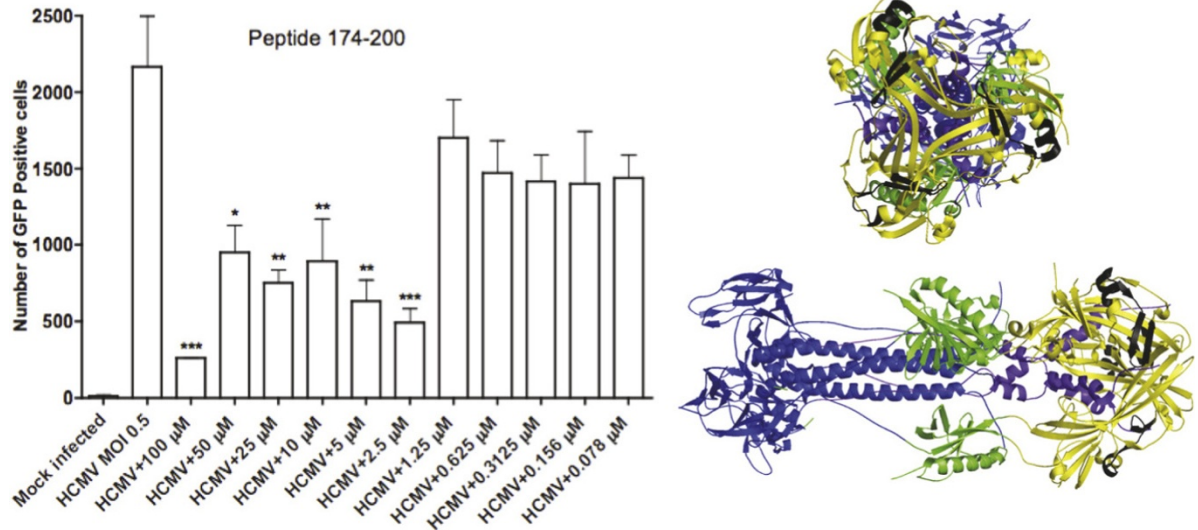 Peptide 174-200
Number of GFP Positive cells
2500
2000
1500
1000
500
0
***
*
**
**
**
***
Mock infected
HCMV MOI 0.5
HCMV+100 µM
HCMV+50 µM
HCMV+25 µM
HCMV+10 µM
HCMV+5 µM
HCMV+2.5 µM
HCMV+1.25 µM
HCMV+0.625 µM
HCMV+0.3125 µM
HCMV+0.156 µM
HCMV+0.078 µM